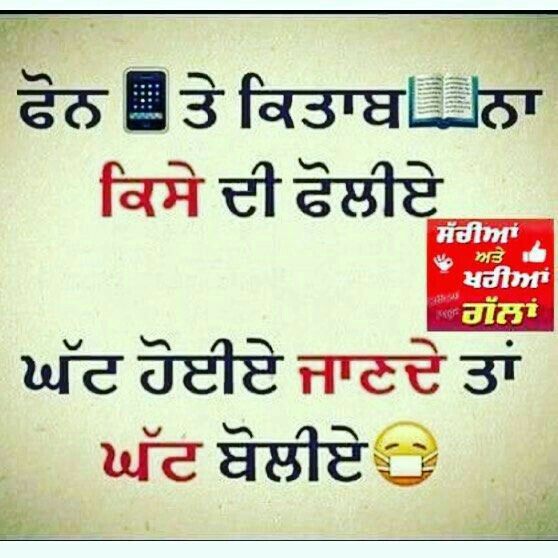 ਫੋਨ 📱 ਤੇ ਕਿਤਾਬ 📖 ਨਾ
ਕਿਸੇ ਦੀ ਫੋਲੀਏ
ਸੱਚੀਆਂ
ਅਤੇ
ਖਰੀਆਂ
ਗੱਲਾਂ
ਘੱਟ ਹੋਈਏ ਜਾਣਦੇ ਤਾਂ
ਘੱਟ ਬੋਲੀਏ 😷